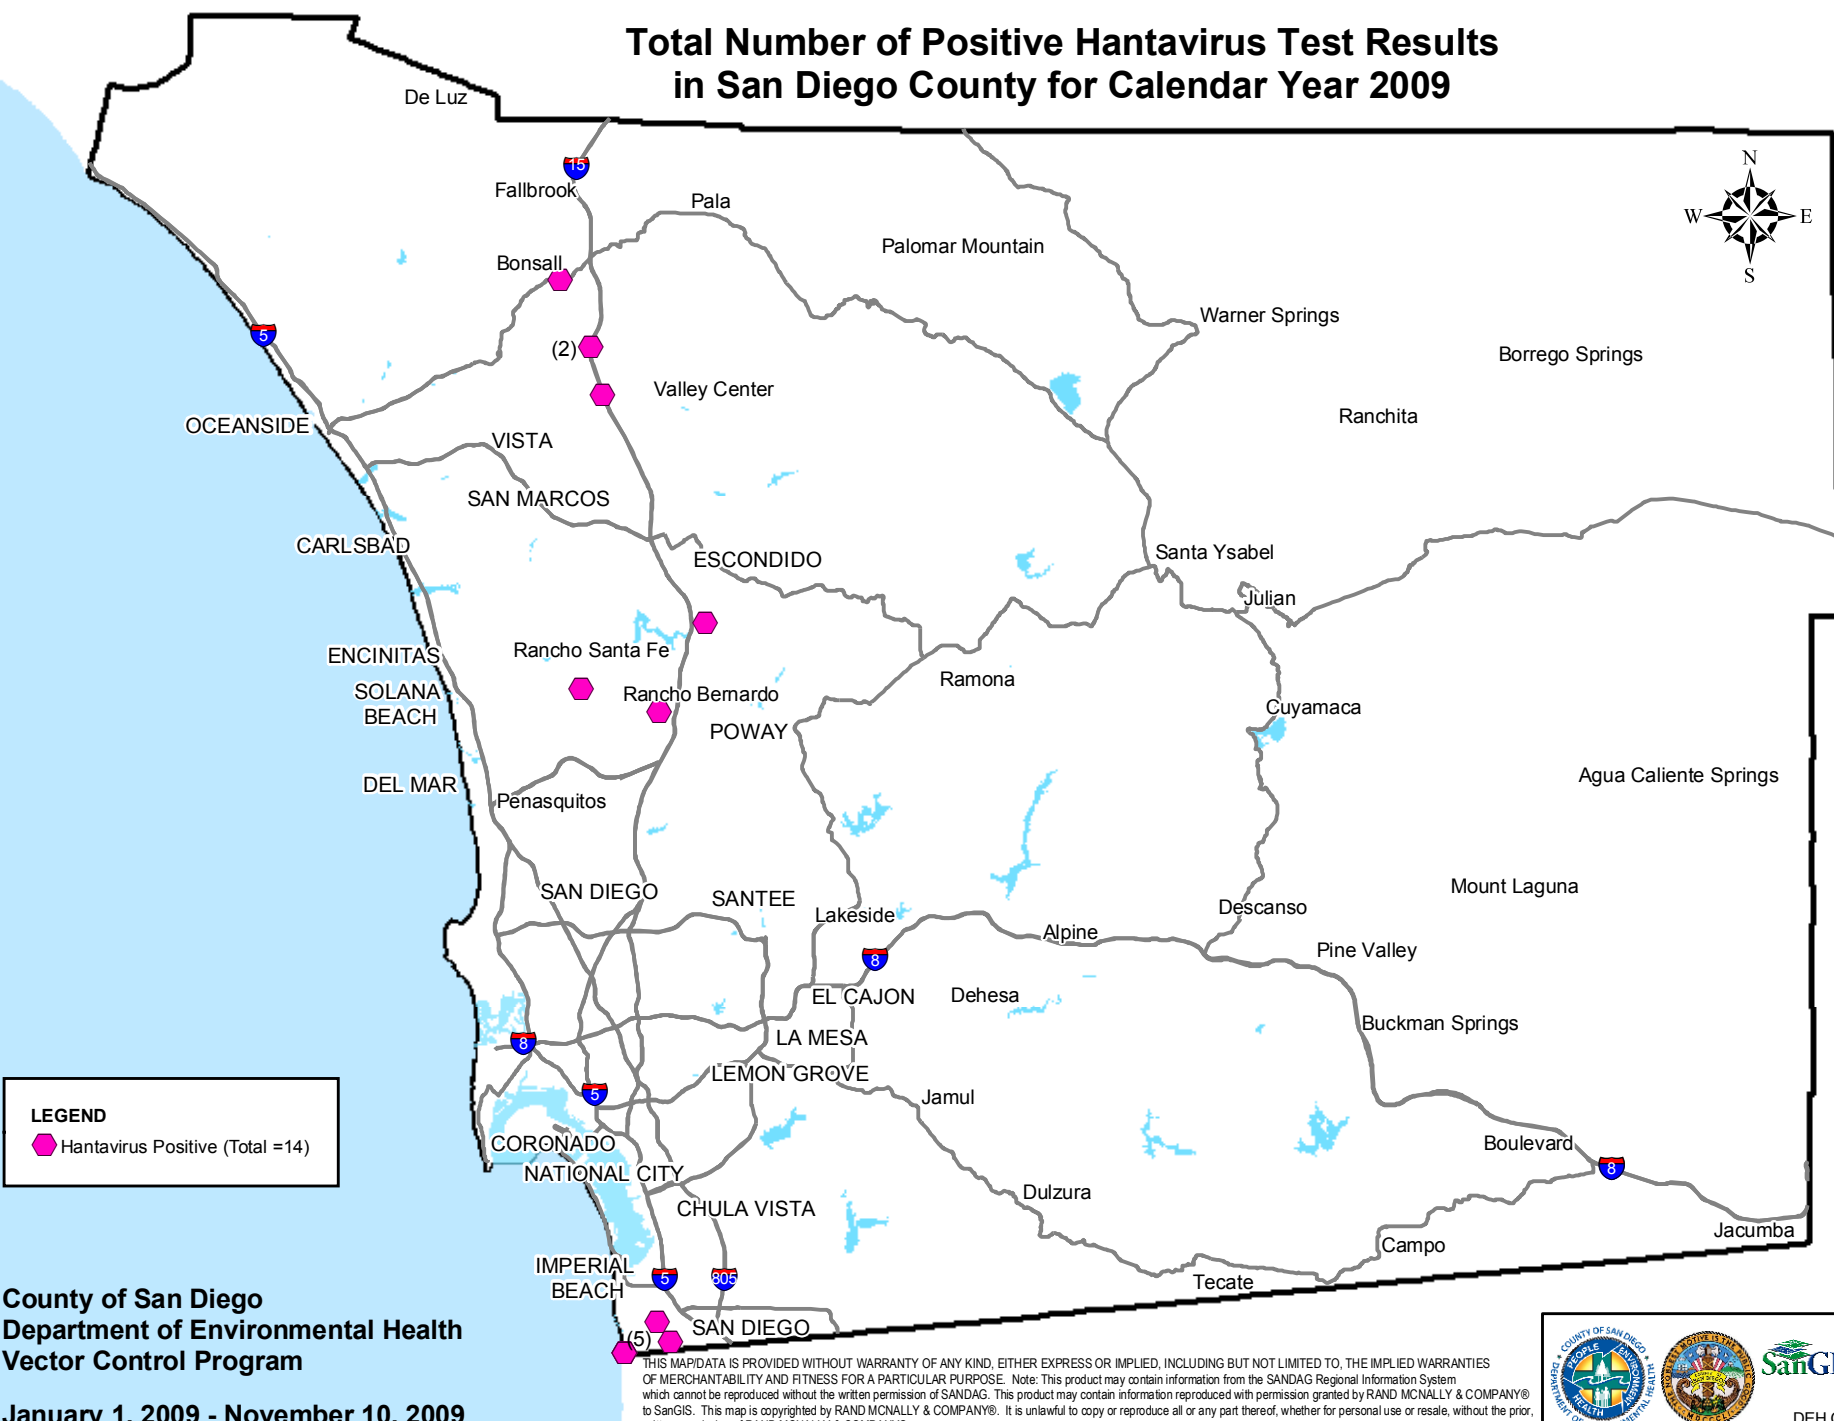 Total Number of Positive Hantavirus Test Results
in San Diego County for Calendar Year 2009
De Luz
15
Fallbrook
Pala
N
W
E
S
Palomar Mountain
Bonsall
Warner Springs
5
(2)
Borrego Springs
Valley Center
Ranchita
OCEANSIDE
VISTA
SAN MARCOS
CARLSBAD
ESCONDIDO
Santa Ysabel
Julian
ENCINITAS
Rancho Santa Fe
SOLANA
BEACH
Rancho Bernardo
Ramona
Cuyamaca
POWAY
DEL MAR
Penasquitos
Agua Caliente Springs
SAN DIEGO
SANTEE
Lakeside
Mount Laguna
Descanso
Alpine
Pine Valley
8
EL CAJON
Dehesa
Buckman Springs
8
LA MESA
LEMON GROVE
5
Jamul
LEGEND
Hantavirus Positive (Total =14)
CORONADO
NATIONAL CITY
Boulevard
8
CHULA VISTA
Dulzura
Jacumba
Campo
IMPERIAL
BEACH
5
805
Tecate
SAN DIEGO
(5)
County of San Diego
Department of Environmental Health
Vector Control Program
January 1, 2009 - November 10, 2009
THIS MAP/DATA IS PROVIDED WITHOUT WARRANTY OF ANY KIND, EITHER EXPRESS OR IMPLIED, INCLUDING BUT NOT LIMITED TO, THE IMPLIED WARRANTIES
OF MERCHANTABILITY AND FITNESS FOR A PARTICULAR PURPOSE. Note: This product may contain information from the SANDAG Regional Information System
which cannot be reproduced without the written permission of SANDAG. This product may contain information reproduced with permission granted by RAND MCNALLY & COMPANY®
to SanGIS. This map is copyrighted by RAND MCNALLY & COMPANY®. It is unlawful to copy or reproduce all or any part thereof, whether for personal use or resale, without the prior,
COUNTY OF SAN DIEGO
PEOPLE
HEALTH
SanGI
DEH